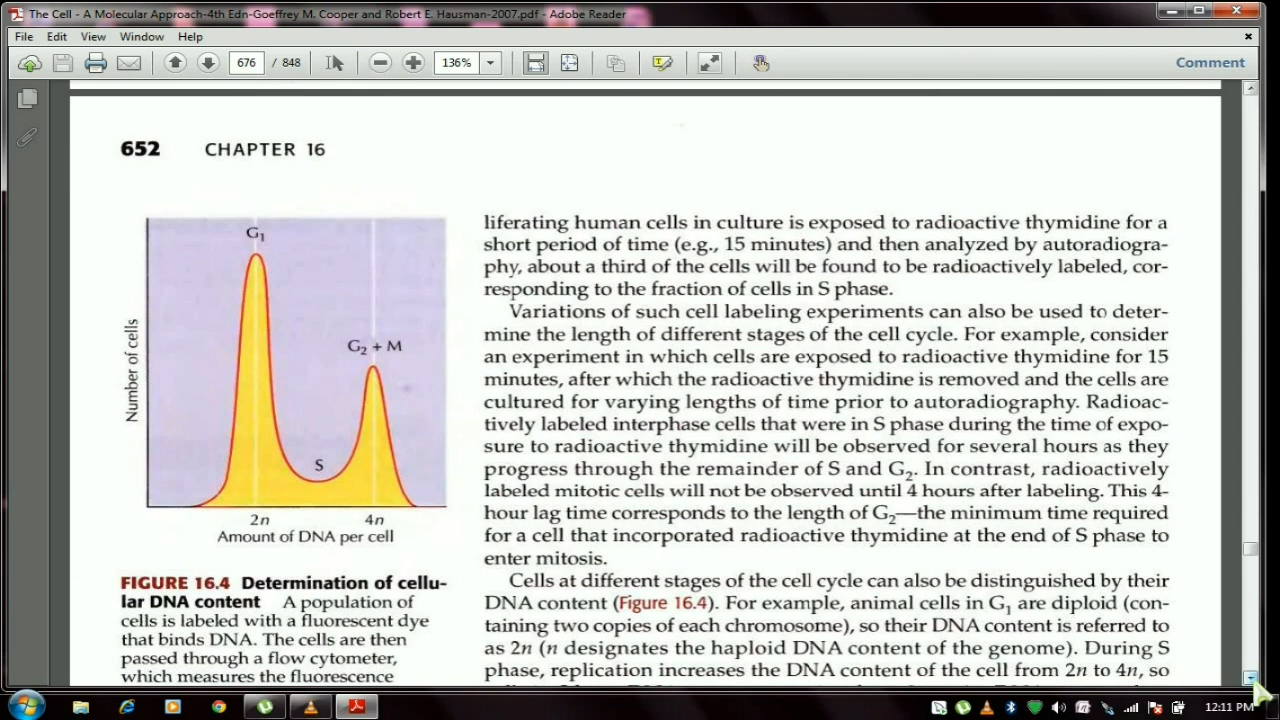 The Cell - A Molecular Approach-4th Edn-Goeffrey M. Cooper and Robert E. Hausman-2007.pdf - Adobe Reader
File Edit View Window Help
676 / 848 136% Comment
652 CHAPTER 16
G1
G2 + M
S
Number of cells
2n 4n
Amount of DNA per cell
FIGURE 16.4 Determination of cellu-
lar DNA content A population of
cells is labeled with a fluorescent dye
that binds DNA. The cells are then
passed through a flow cytometer,
which measures the fluorescence
liferating human cells in culture is exposed to radioactive thymidine for a
short period of time (e.g., 15 minutes) and then analyzed by autoradiogra-
phy, about a third of the cells will be found to be radioactively labeled, cor-
responding to the fraction of cells in S phase.
Variations of such cell labeling experiments can also be used to deter-
mine the length of different stages of the cell cycle. For example, consider
an experiment in which cells are exposed to radioactive thymidine for 15
minutes, after which the radioactive thymidine is removed and the cells are
cultured for varying lengths of time prior to autoradiography. Radioac-
tively labeled interphase cells that were in S phase during the time of expo-
sure to radioactive thymidine will be observed for several hours as they
progress through the remainder of S and G2. In contrast, radioactively
labeled mitotic cells will not be observed until 4 hours after labeling. This 4-
hour lag time corresponds to the length of G2—the minimum time required
for a cell that incorporated radioactive thymidine at the end of S phase to
enter mitosis.
Cells at different stages of the cell cycle can also be distinguished by their
DNA content (Figure 16.4). For example, animal cells in G1 are diploid (con-
taining two copies of each chromosome), so their DNA content is referred to
as 2n (n designates the haploid DNA content of the genome). During S
phase, replication increases the DNA content of the cell from 2n to 4n, so
12:11 PM